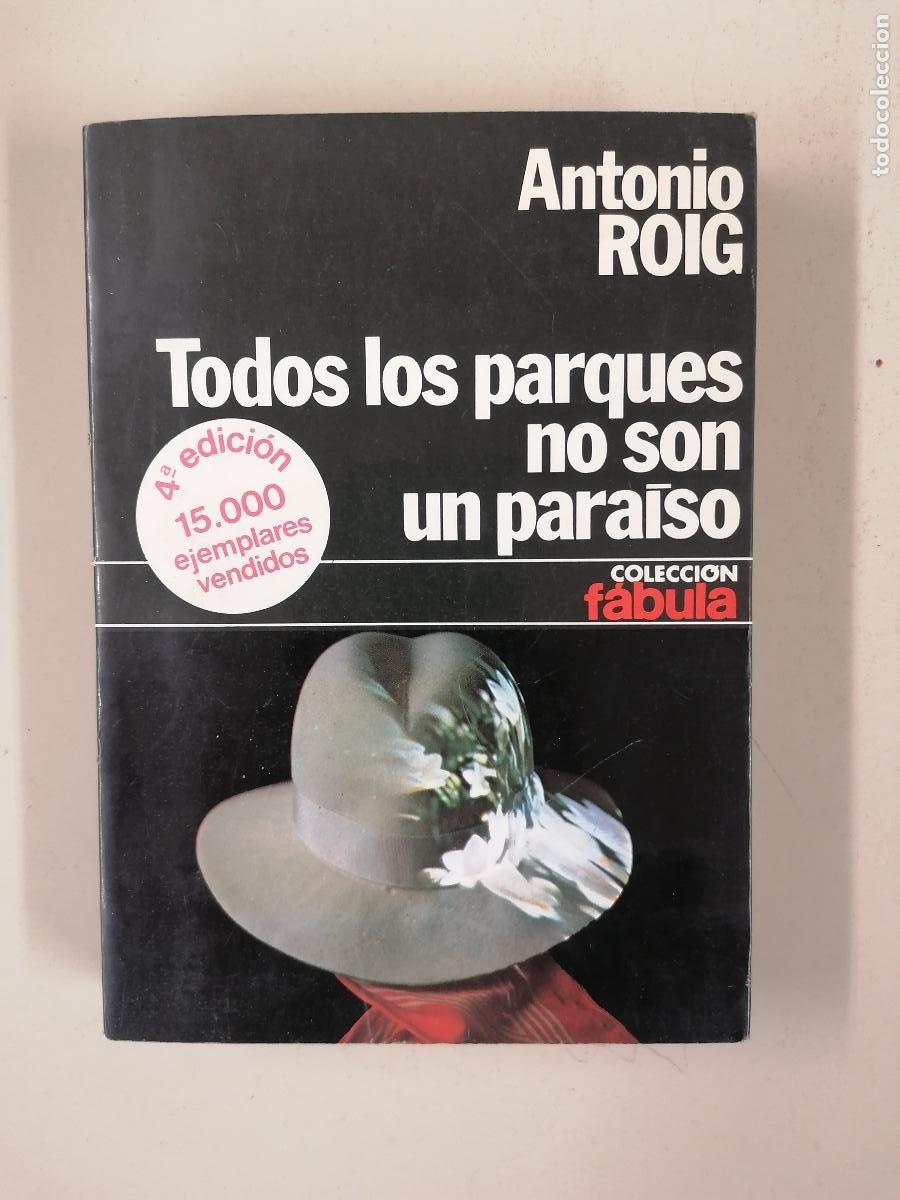 Antonio
ROIG
Todos los parques
no son
un paraíso
4ª edición
15.000
ejemplares
vendidos
COLECCIÓN
fábula
todocoleccion